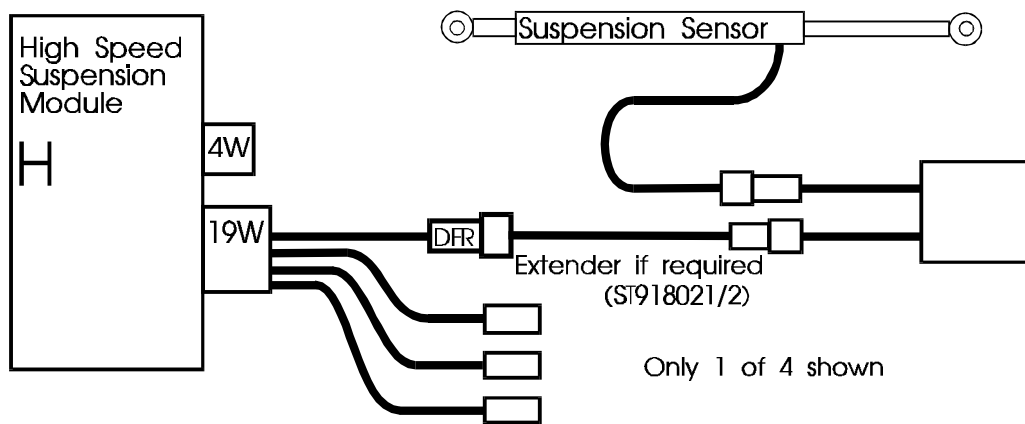 High Speed
Suspension
Module
H
4W
19W
Suspension Sensor
DFR
Extender if required
(ST918021/2)
Only 1 of 4 shown